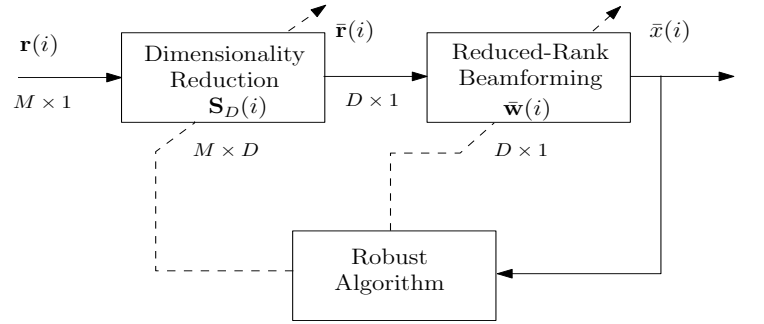 r(i)
M × 1
Dimensionality
Reduction
S_D(i)
M × D
r̄(i)
D × 1
Reduced-Rank
Beamforming
w̄(i)
D × 1
x̄(i)
Robust
Algorithm